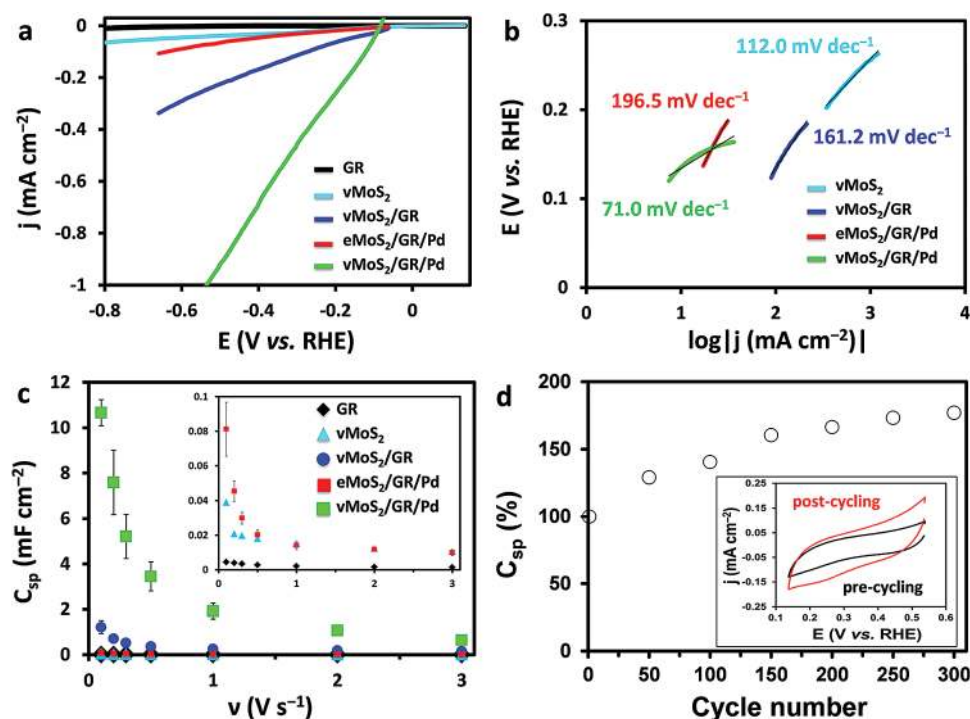 a
0
-0.2
-0.4
-0.6
-0.8
-1
j (mA cm⁻²)
GR
vMoS₂
vMoS₂/GR
eMoS₂/GR/Pd
vMoS₂/GR/Pd
-0.8 -0.6 -0.4 -0.2 0
E (V vs. RHE)
b
0.3
0.2
0.1
0
E (V vs. RHE)
112.0 mV dec⁻¹
196.5 mV dec⁻¹
161.2 mV dec⁻¹
71.0 mV dec⁻¹
vMoS₂
vMoS₂/GR
eMoS₂/GR/Pd
vMoS₂/GR/Pd
0 1 2 3 4
log|j (mA cm⁻²)|
c
12
10
8
6
4
2
0
Csp (mF cm⁻²)
0.1
0.08
0.06
0.04
0.02
0
0 1 2 3
GR
vMoS₂
vMoS₂/GR
eMoS₂/GR/Pd
vMoS₂/GR/Pd
0 1 2 3
ν (V s⁻¹)
d
200
150
100
50
0
Csp (%)
post-cycling
pre-cycling
0.25
0.15
0.05
-0.05
-0.15
-0.25
j (mA cm⁻²)
0.1 0.2 0.3 0.4 0.5 0.6
E (V vs. RHE)
0 50 100 150 200 250 300
Cycle number